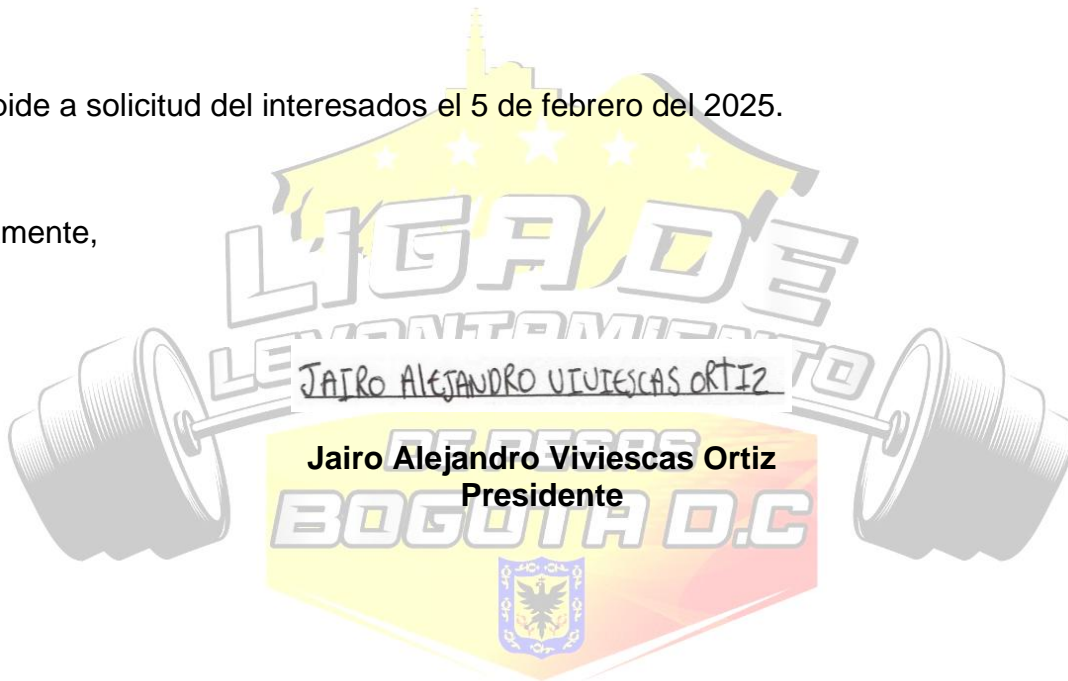 pide a solicitud del interesados el 5 de febrero del 2025.
mente,
LIGA DE
LEVANTAMIENTO
JAIRO AlEJANDRO VIVIESCAS ORTIZ
DE PESOS
Jairo Alejandro Viviescas Ortiz
Presidente
BOGOTA D.C